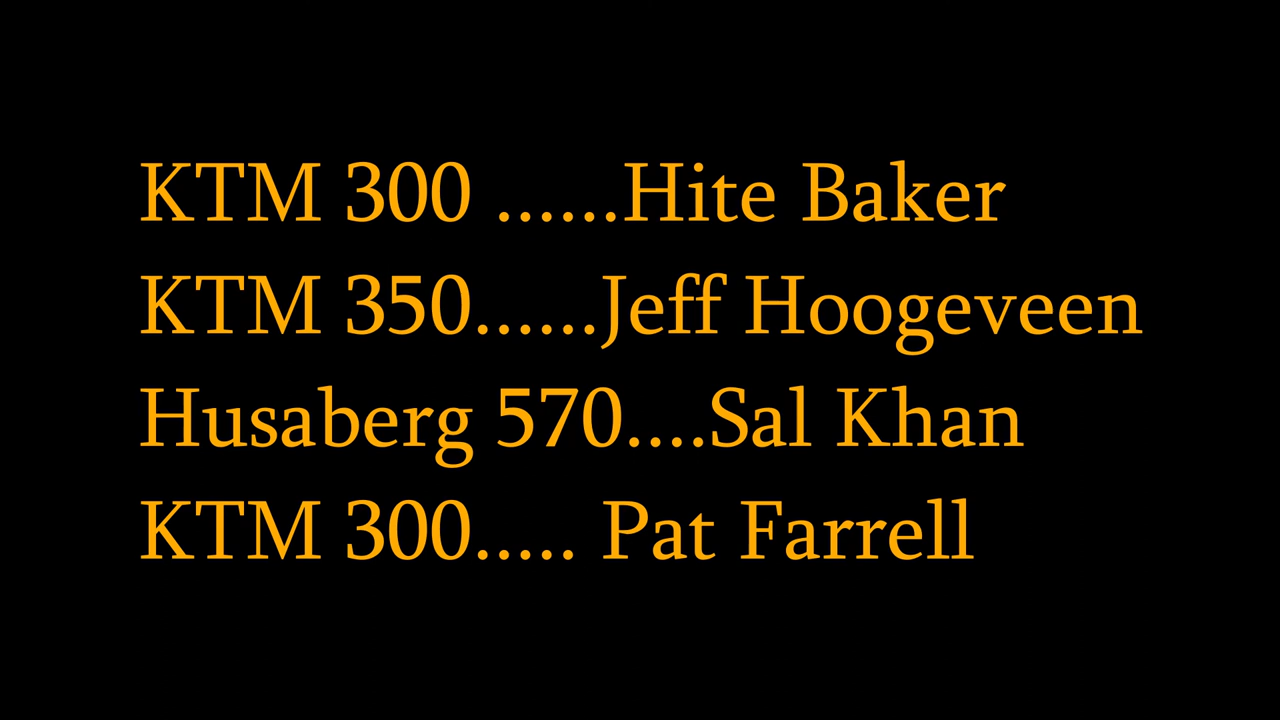 KTM 300 ......Hite Baker
KTM 350......Jeff Hoogeveen
Husaberg 570....Sal Khan
KTM 300..... Pat Farrell